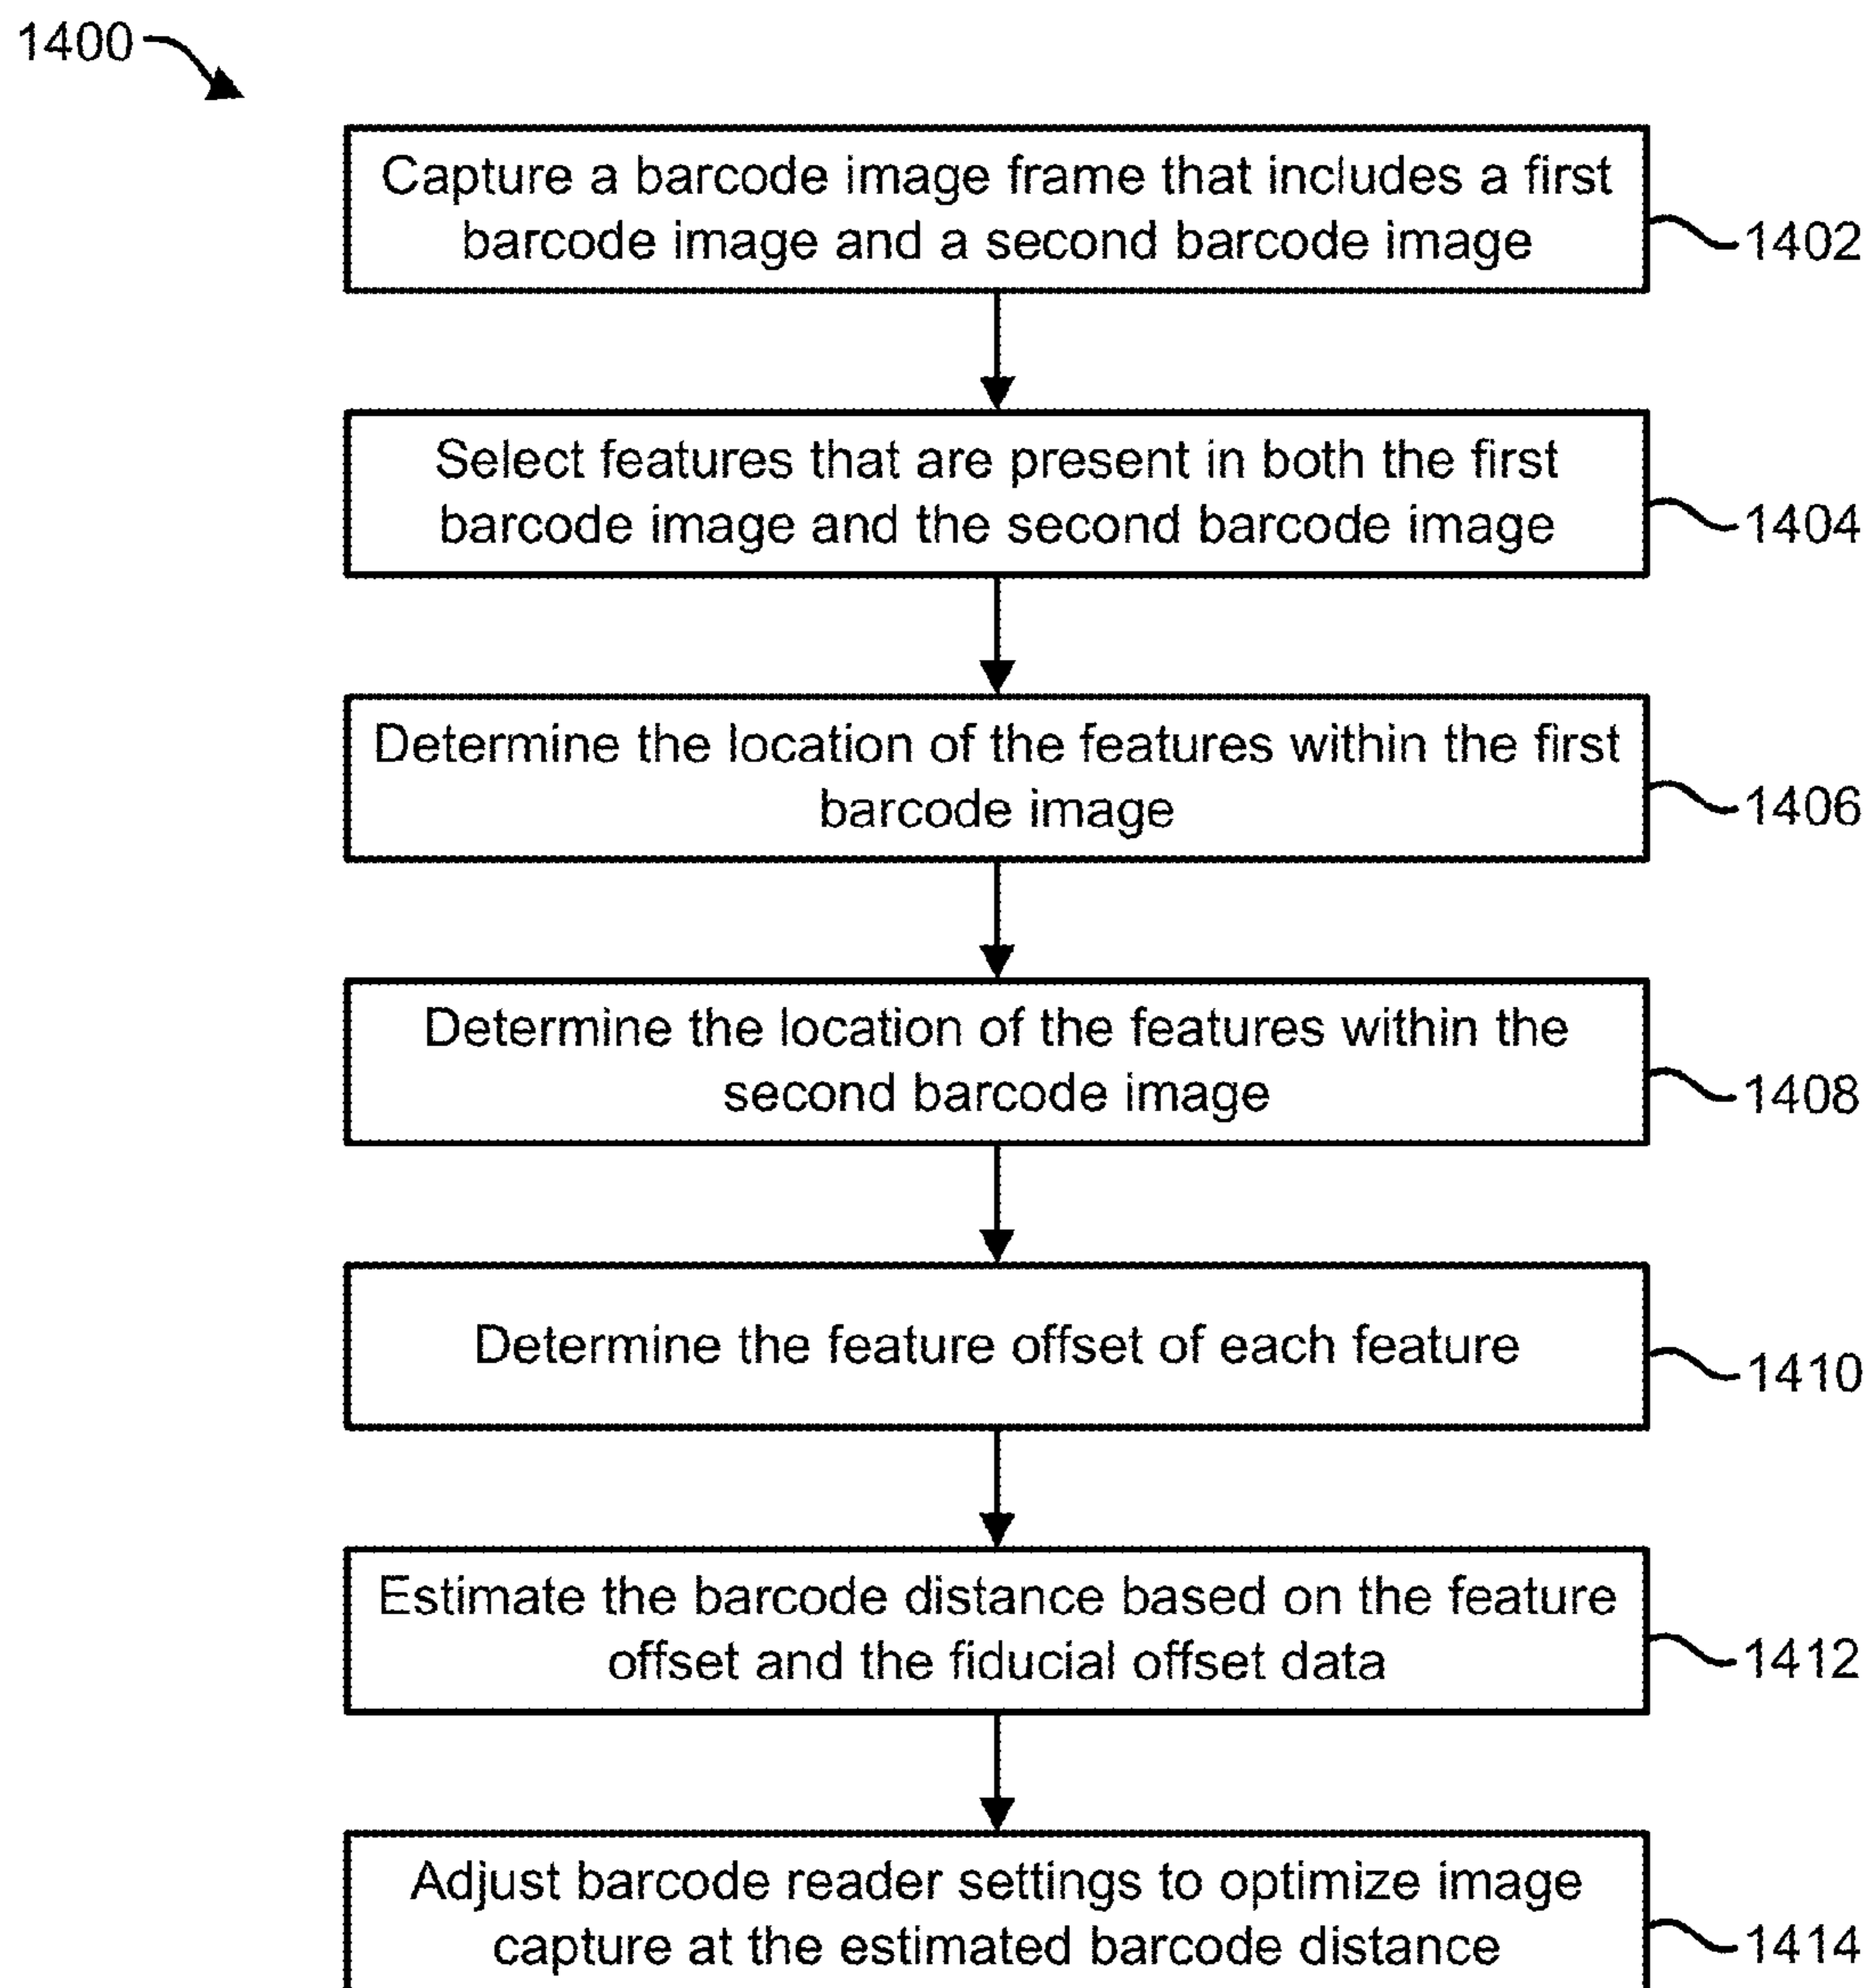 1400
Capture a barcode image frame that includes a first
barcode image and a second barcode image
1402
Select features that are present in both the first
barcode image and the second barcode image
1404
Determine the location of the features within the first
barcode image
1406
Determine the location of the features within the
second barcode image
1408
Determine the feature offset of each feature
1410
Estimate the barcode distance based on the feature
offset and the fiducial offset data
1412
Adjust barcode reader settings to optimize image
capture at the estimated barcode distance
1414